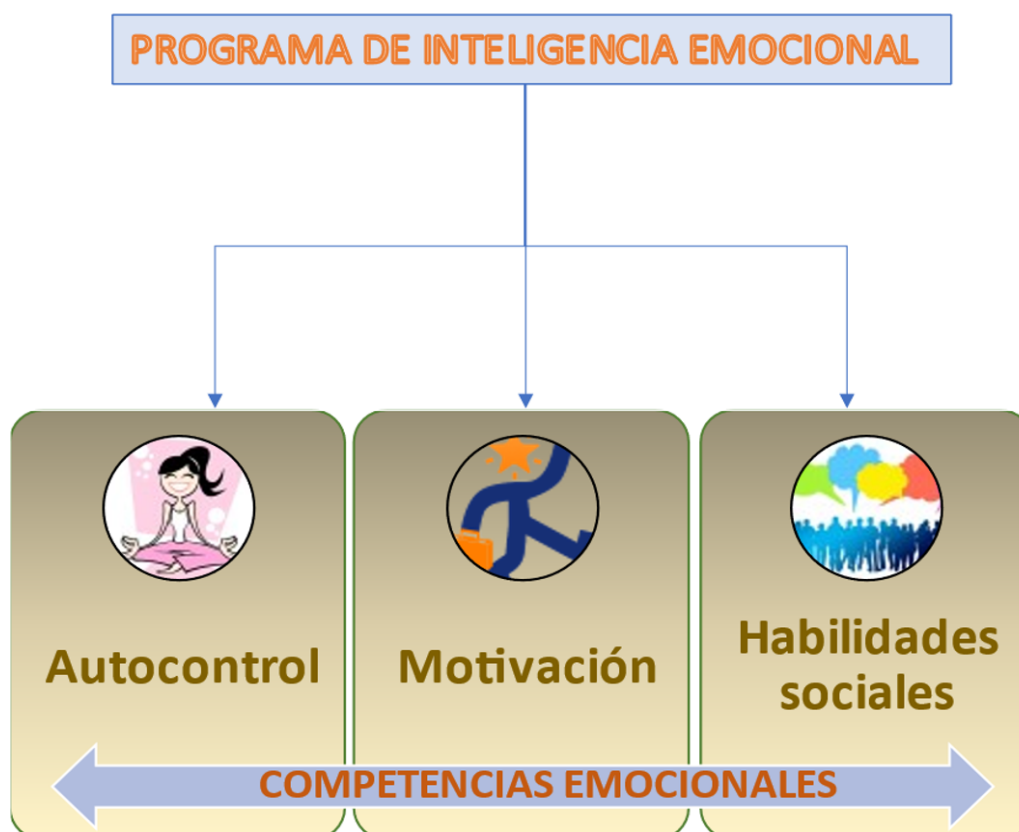 PROGRAMA DE INTELIGENCIA EMOCIONAL
Autocontrol
Motivación
Habilidades
sociales
COMPETENCIAS EMOCIONALES